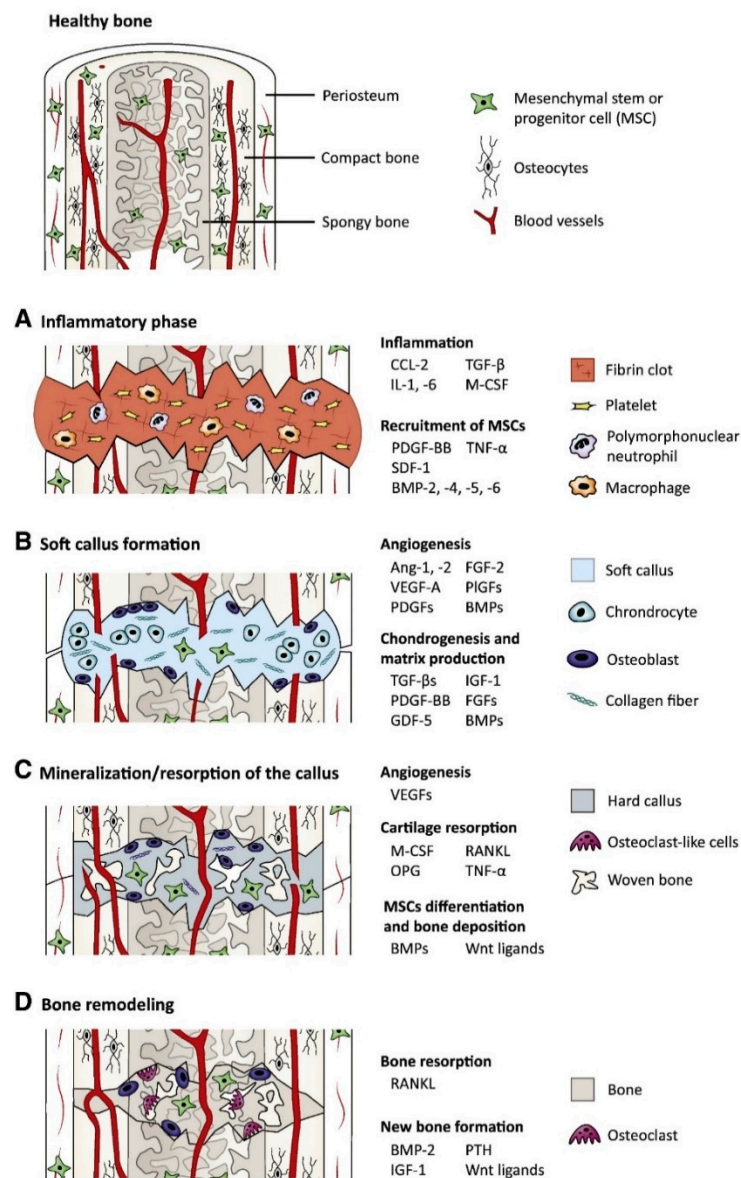 Healthy bone
Periosteum
Compact bone
Spongy bone
Mesenchymal stem or
progenitor cell (MSC)
Osteocytes
Blood vessels
A Inflammatory phase
Inflammation
CCL-2 TGF-β
IL-1, -6 M-CSF
Recruitment of MSCs
PDGF-BB TNF-α
SDF-1
BMP-2, -4, -5, -6
Fibrin clot
Platelet
Polymorphonuclear
neutrophil
Macrophage
B Soft callus formation
Angiogenesis
Ang-1, -2 FGF-2
VEGF-A PlGFs
PDGFs BMPs
Chondrogenesis and
matrix production
TGF-βs IGF-1
PDGF-BB FGFs
GDF-5 BMPs
Soft callus
Chrondrocyte
Osteoblast
Collagen fiber
C Mineralization/resorption of the callus
Angiogenesis
VEGFs
Cartilage resorption
M-CSF RANKL
OPG TNF-α
MSCs differentiation
and bone deposition
BMPs Wnt ligands
Hard callus
Osteoclast-like cells
Woven bone
D Bone remodeling
Bone resorption
RANKL
New bone formation
BMP-2 PTH
IGF-1 Wnt ligands
Bone
Osteoclast